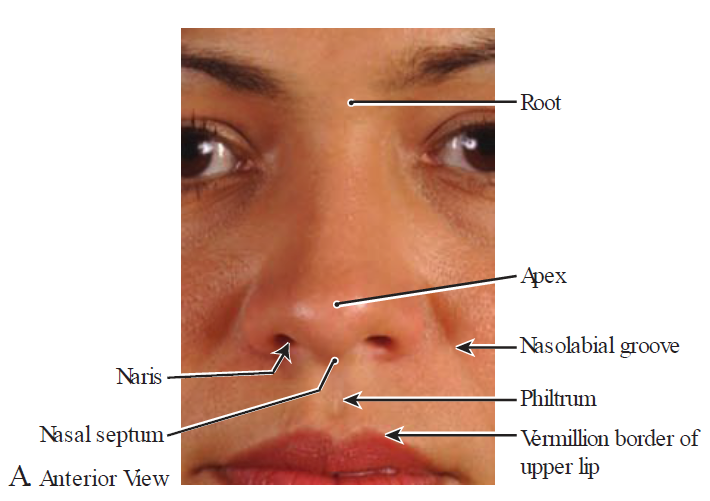 Root
Apex
Nasolabial groove
Naris
Philtrum
Nasal septum
Vermillion border of
upper lip
A. Anterior View